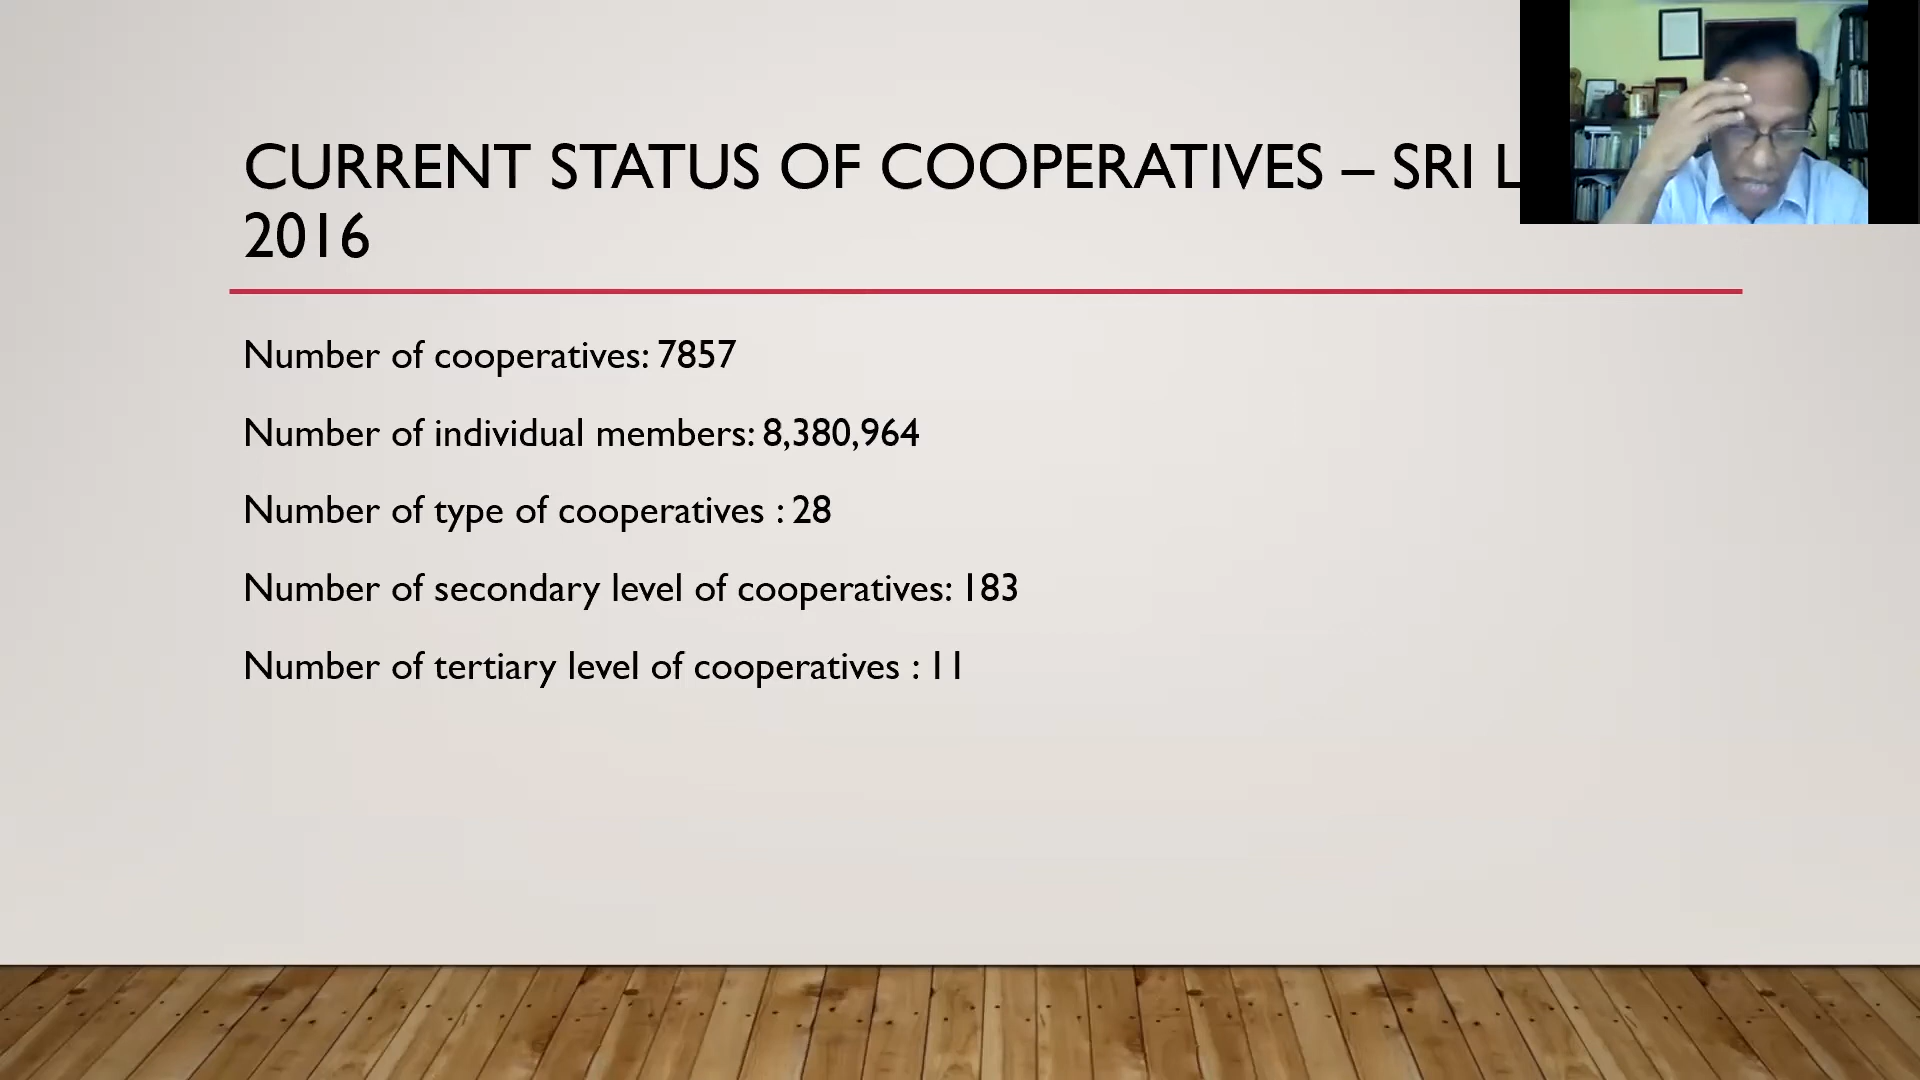 CURRENT STATUS OF COOPERATIVES – SRI
2016
Number of cooperatives: 7857
Number of individual members: 8,380,964
Number of type of cooperatives : 28
Number of secondary level of cooperatives: 183
Number of tertiary level of cooperatives : 11